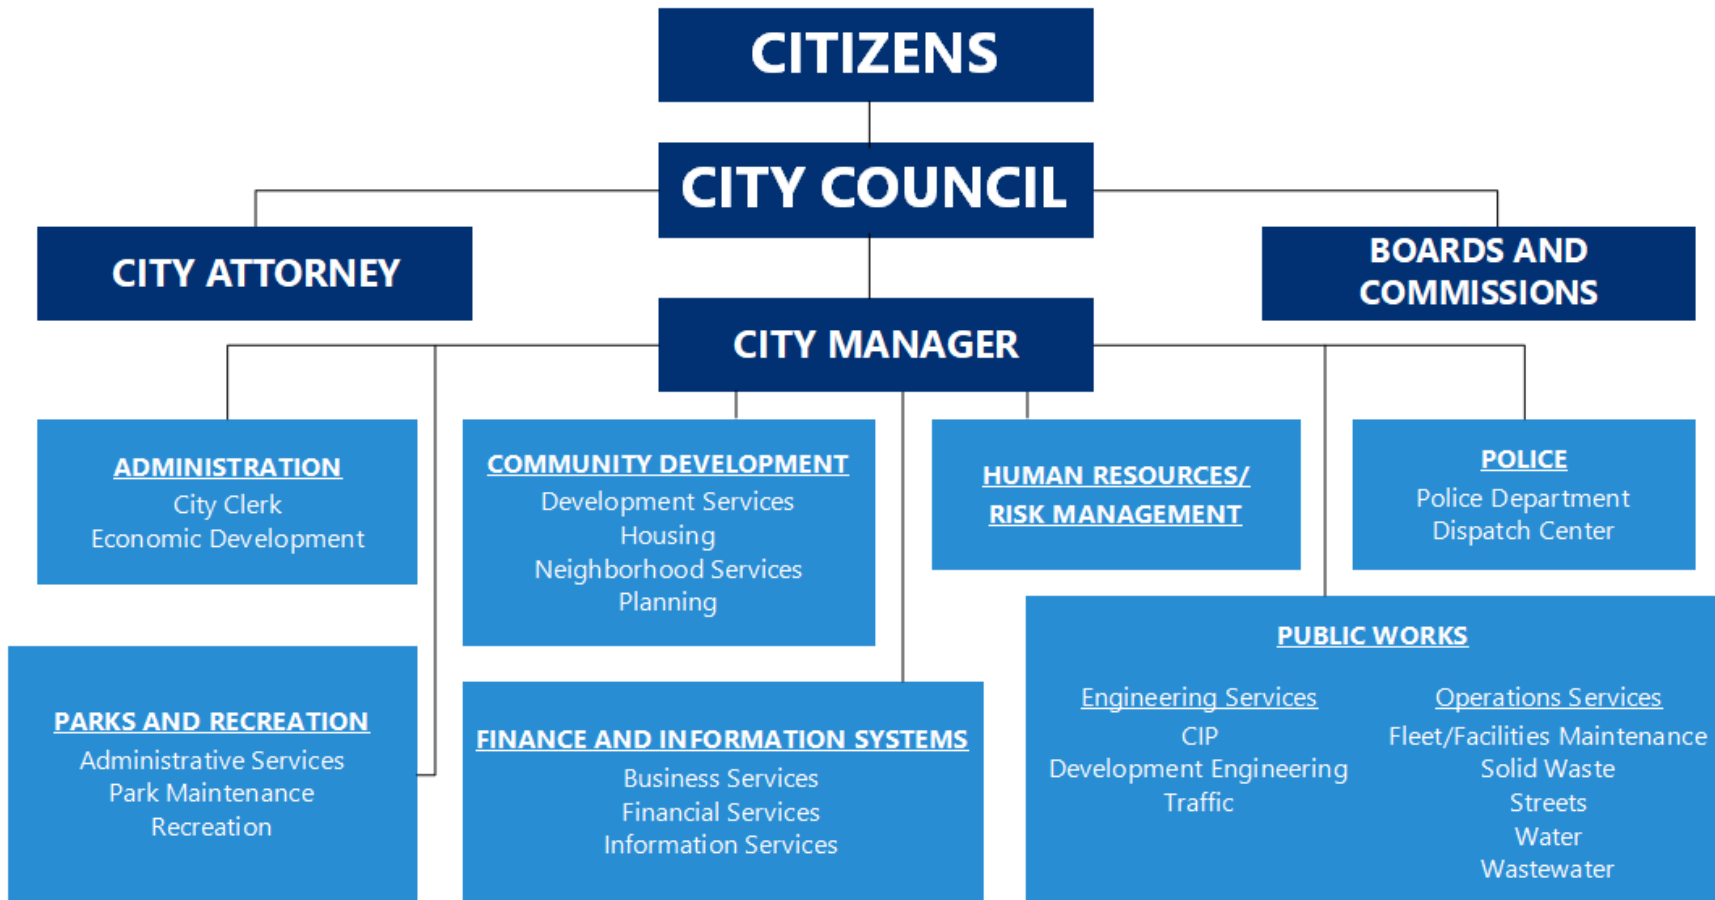 CITIZENS
CITY COUNCIL
CITY ATTORNEY
BOARDS AND
COMMISSIONS
CITY MANAGER
ADMINISTRATION
City Clerk
Economic Development
COMMUNITY DEVELOPMENT
Development Services
Housing
Neighborhood Services
Planning
HUMAN RESOURCES/
RISK MANAGEMENT
POLICE
Police Department
Dispatch Center
PARKS AND RECREATION
Administrative Services
Park Maintenance
Recreation
FINANCE AND INFORMATION SYSTEMS
Business Services
Financial Services
Information Services
PUBLIC WORKS
Engineering Services
CIP
Development Engineering
Traffic
Operations Services
Fleet/Facilities Maintenance
Solid Waste
Streets
Water
Wastewater